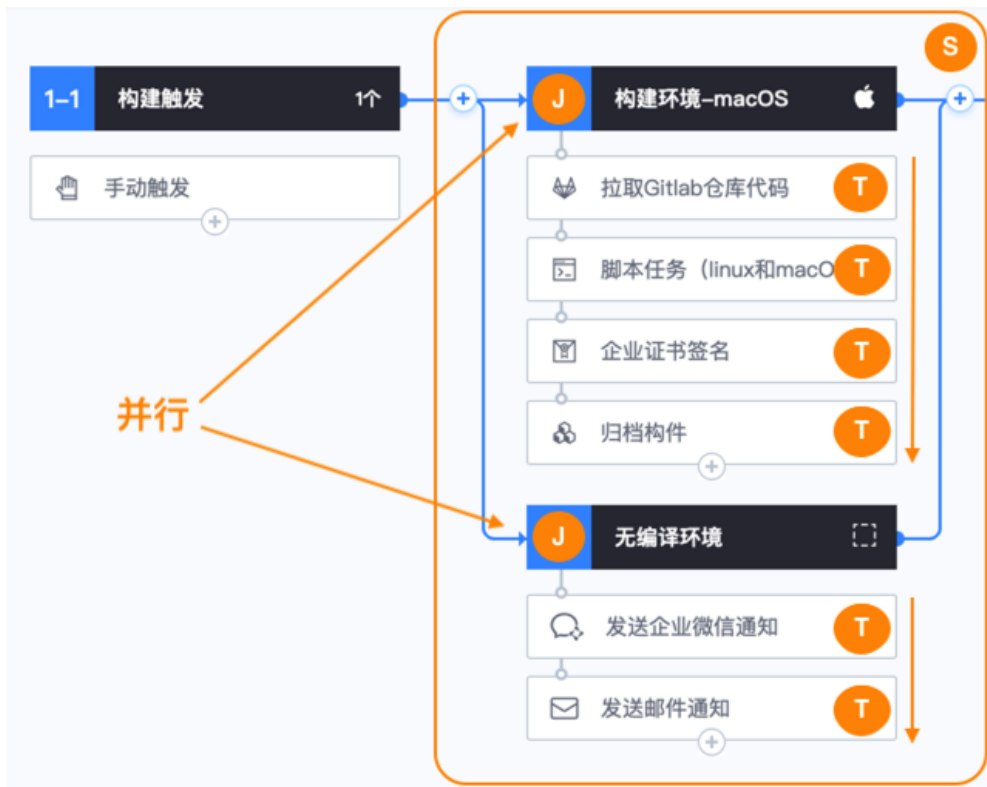 S
1-1 构建触发 1个
J 构建环境-macOS
手动触发
拉取Gitlab仓库代码 T
脚本任务（linux和macO T
企业证书签名 T
并行
归档构件 T
J 无编译环境
发送企业微信通知 T
发送邮件通知 T